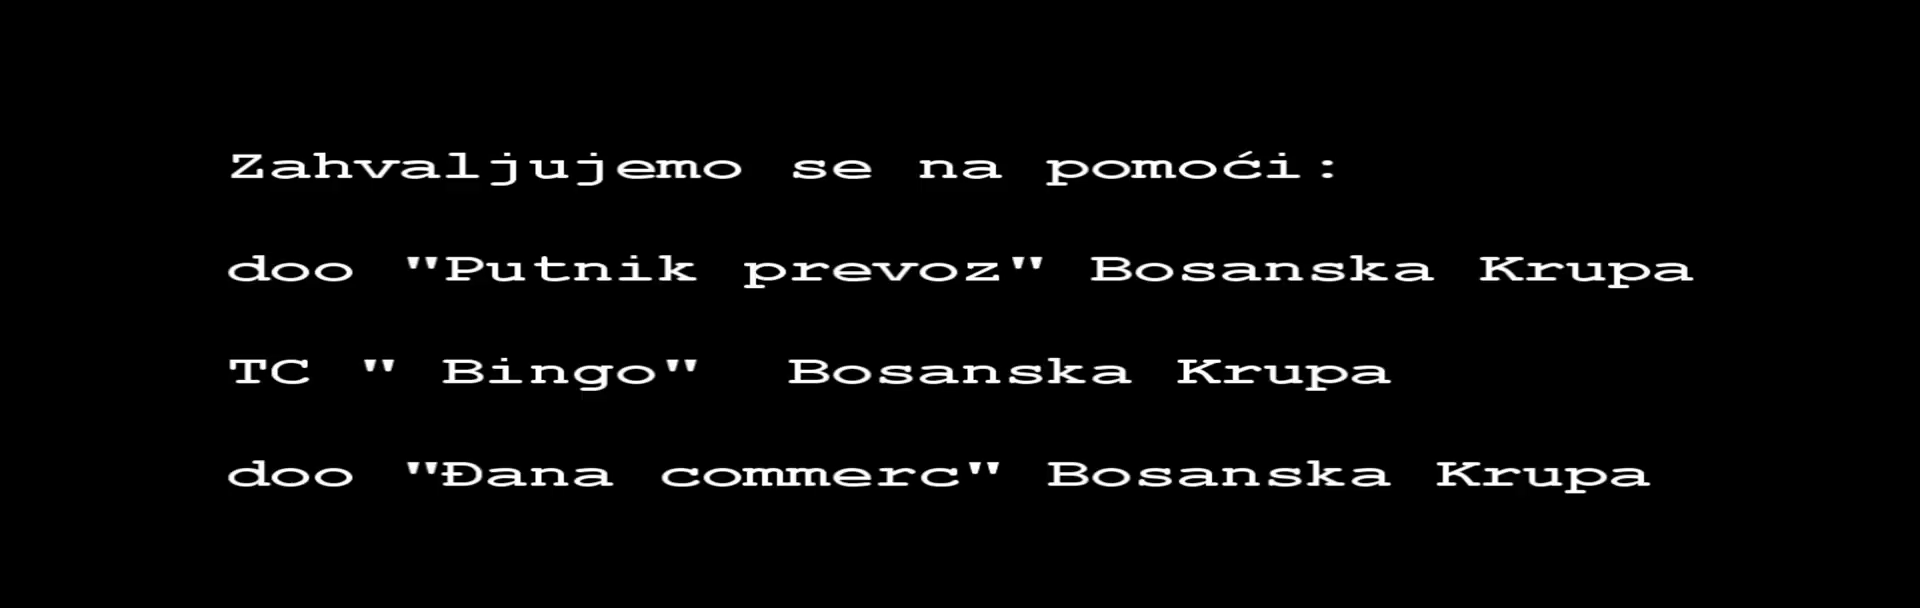 Zahvaljujemo se na pomoći:
doo "Putnik prevoz" Bosanska Krupa
TC " Bingo"  Bosanska Krupa
doo "Đana commerc" Bosanska Krupa